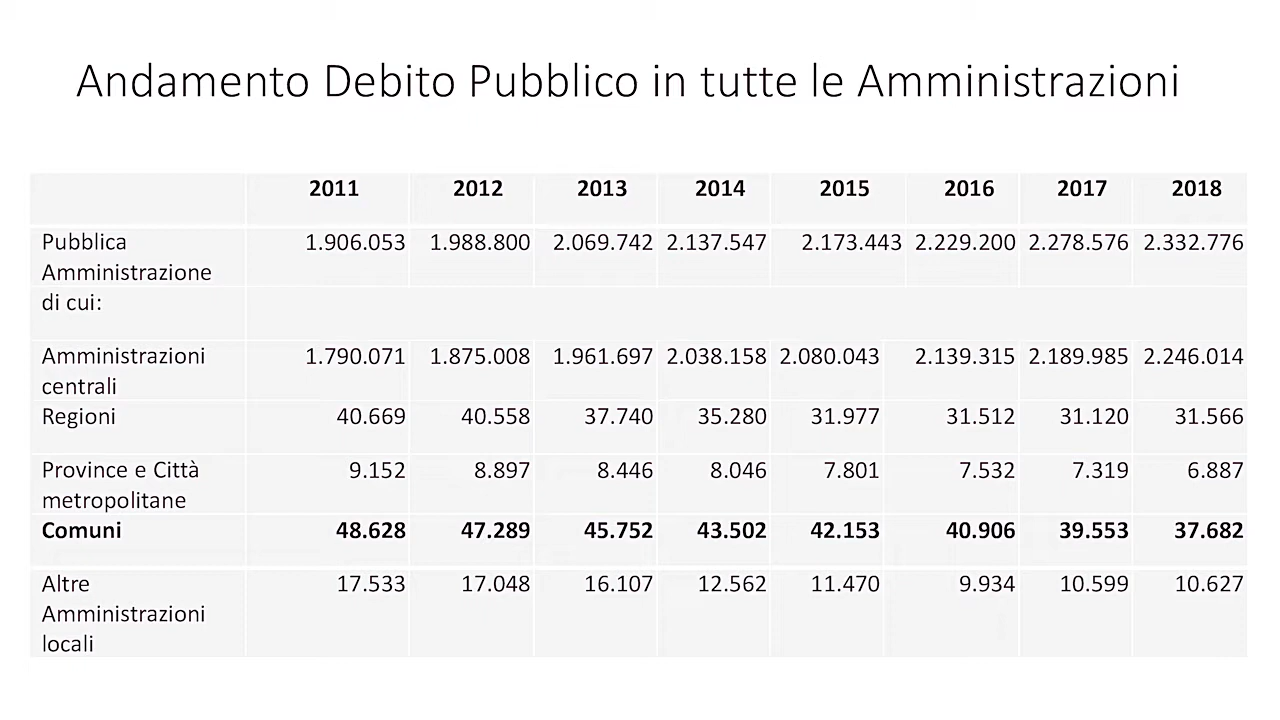 Andamento Debito Pubblico in tutte le Amministrazioni
2011 2012 2013 2014 2015 2016 2017 2018
Pubblica 1.906.053 1.988.800 2.069.742 2.137.547 2.173.443 2.229.200 2.278.576 2.332.776
Amministrazione
di cui:
Amministrazioni 1.790.071 1.875.008 1.961.697 2.038.158 2.080.043 2.139.315 2.189.985 2.246.014
centrali
Regioni 40.669 40.558 37.740 35.280 31.977 31.512 31.120 31.566
Province e Città 9.152 8.897 8.446 8.046 7.801 7.532 7.319 6.887
metropolitane
Comuni 48.628 47.289 45.752 43.502 42.153 40.906 39.553 37.682
Altre 17.533 17.048 16.107 12.562 11.470 9.934 10.599 10.627
Amministrazioni
locali